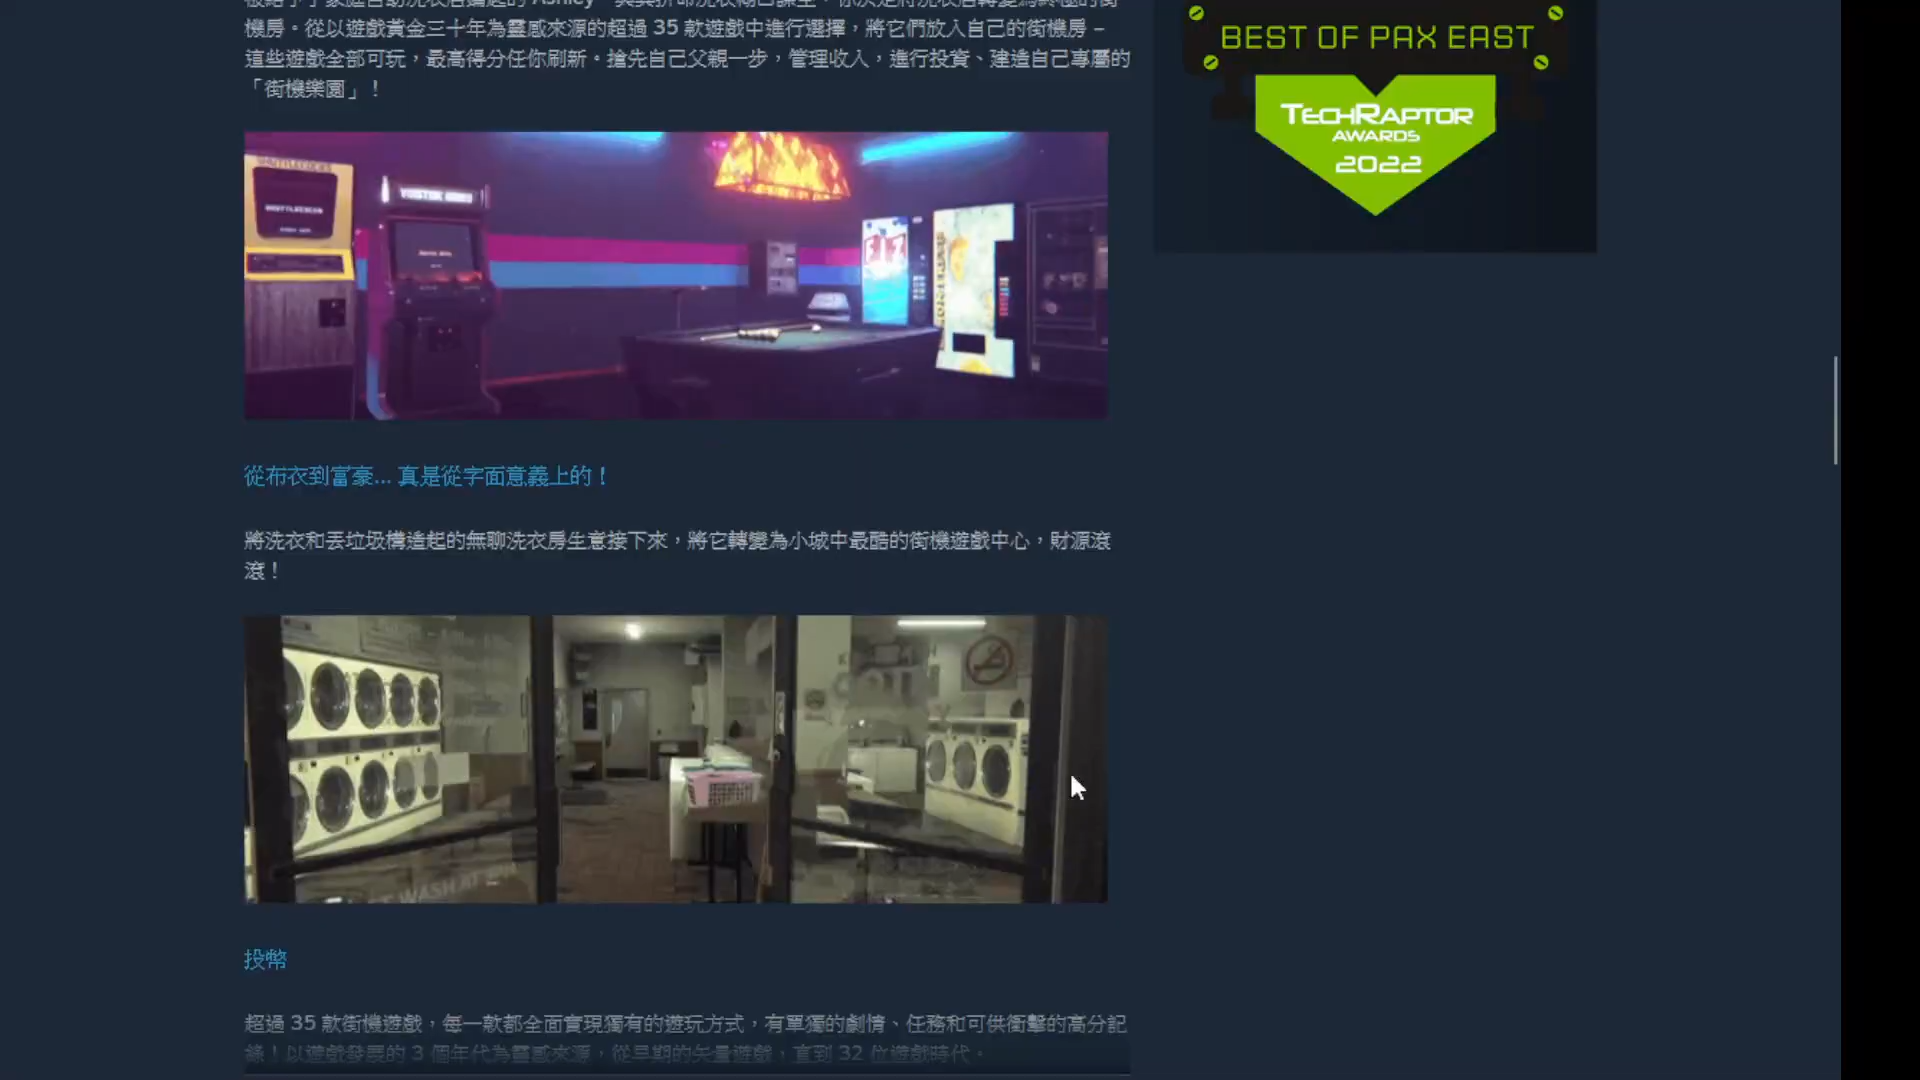 機房。從以遊戲黃金三十年為靈感來源的超過 35 款遊戲中進行選擇，將它們放入自己的街機房 –
這些遊戲全部可玩，最高得分任你刷新。搶先自己父親一步，管理收入，進行投資、建造自己專屬的
「街機樂園」！
BEST OF PAX EAST
TECHRAPTOR
AWARDS
2022
從布衣到富豪... 真是從字面意義上的！
將洗衣和丟垃圾構造起的無聊洗衣房生意接下來，將它轉變為小城中最酷的街機遊戲中心，財源滾
滾！
投幣
超過 35 款街機遊戲，每一款都全面實現獨有的遊玩方式，有單獨的劇情、任務和可供衝擊的高分記
錄！以遊戲發展的 3 個年代為靈感來源，從早期的矢量遊戲，直到 32 位遊戲時代。